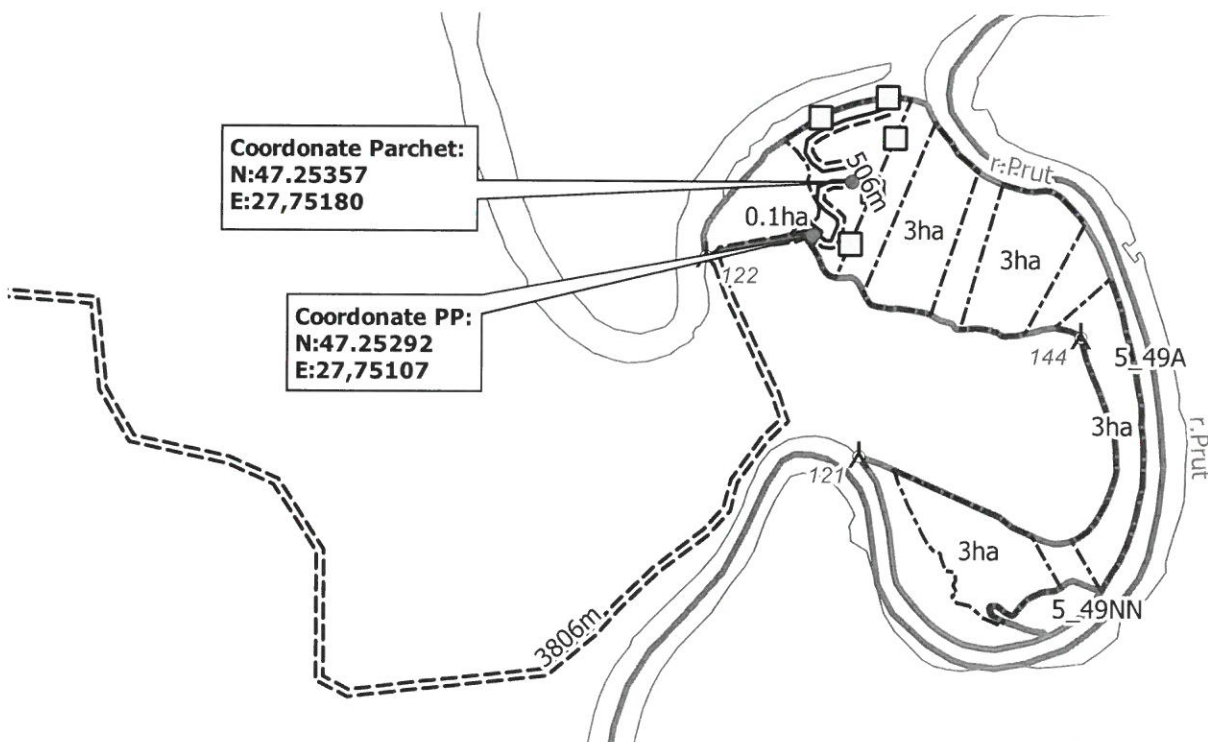 Coordonate Parchet:
N:47.25357
E:27,75180
506m
r.Prut
0.1ha
3ha
3ha
122
Coordonate PP:
N:47.25292
E:27,75107
144
5_49A
3ha
r.Prut
121
3ha
5_49NN
3806m